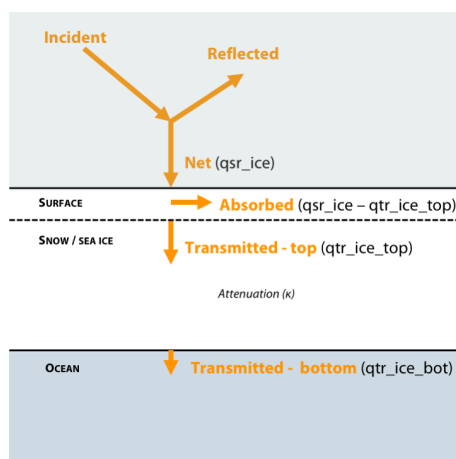 Incident
Reflected
Net (qsr_ice)
SURFACE
Absorbed (qsr_ice – qtr_ice_top)
SNOW / SEA ICE
Transmitted - top (qtr_ice_top)
Attenuation (κ)
OCEAN
Transmitted - bottom (qtr_ice_bot)